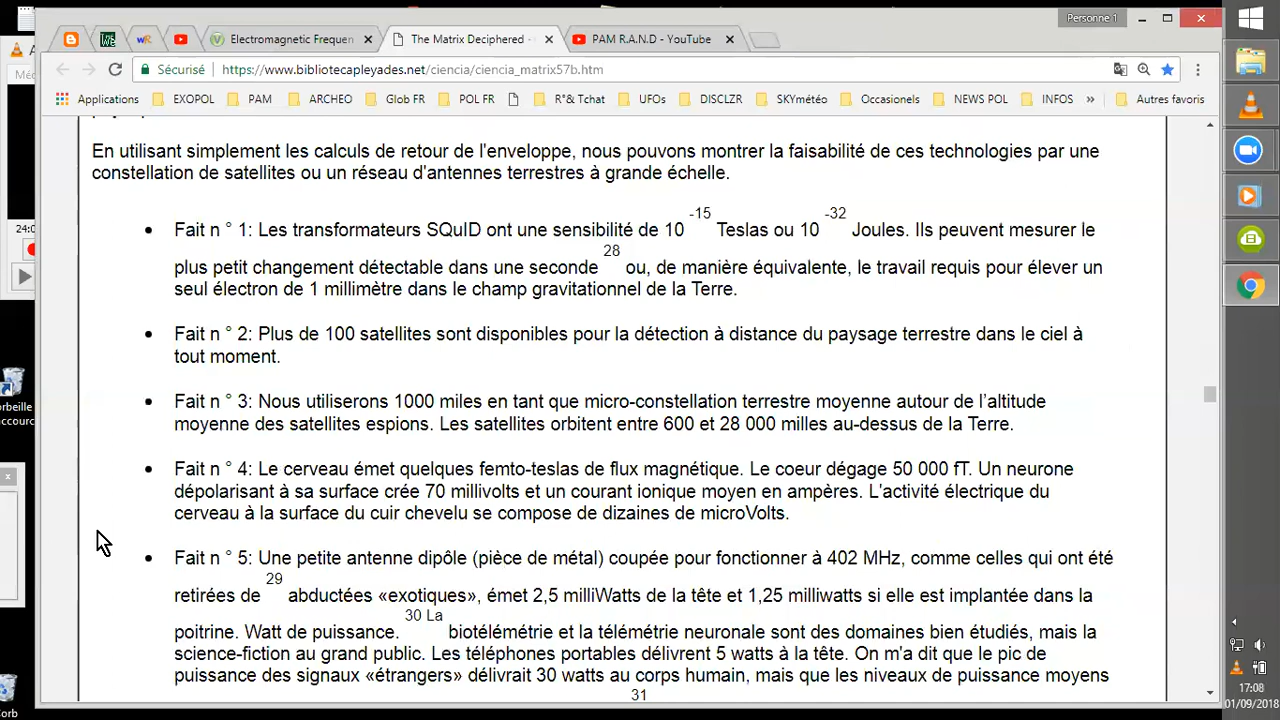 Personne 1
Electromagnetic Frequen
The Matrix Deciphered -
PAM R.A.N.D - YouTube
Sécurisé
https://www.bibliotecapleyades.net/ciencia/ciencia_matrix57b.htm
Applications EXOPOL PAM ARCHEO Glob FR POL FR R°& Tchat UFOs DISCLZR SKYmétéo Occasionels NEWS POL INFOS » Autres favoris
En utilisant simplement les calculs de retour de l'enveloppe, nous pouvons montrer la faisabilité de ces technologies par une
constellation de satellites ou un réseau d'antennes terrestres à grande échelle.
Fait n ° 1: Les transformateurs SQuID ont une sensibilité de 10 -15 Teslas ou 10 -32 Joules. Ils peuvent mesurer le
plus petit changement détectable dans une seconde 28 ou, de manière équivalente, le travail requis pour élever un
seul électron de 1 millimètre dans le champ gravitationnel de la Terre.
Fait n ° 2: Plus de 100 satellites sont disponibles pour la détection à distance du paysage terrestre dans le ciel à
tout moment.
Fait n ° 3: Nous utiliserons 1000 miles en tant que micro-constellation terrestre moyenne autour de l'altitude
moyenne des satellites espions. Les satellites orbitent entre 600 et 28 000 milles au-dessus de la Terre.
Fait n ° 4: Le cerveau émet quelques femto-teslas de flux magnétique. Le coeur dégage 50 000 fT. Un neurone
dépolarisant à sa surface crée 70 millivolts et un courant ionique moyen en ampères. L'activité électrique du
cerveau à la surface du cuir chevelu se compose de dizaines de microVolts.
Fait n ° 5: Une petite antenne dipôle (pièce de métal) coupée pour fonctionner à 402 MHz, comme celles qui ont été
retirées de 29 abductées «exotiques», émet 2,5 milliWatts de la tête et 1,25 milliwatts si elle est implantée dans la
poitrine. Watt de puissance. 30 La biotélémétrie et la télémétrie neuronale sont des domaines bien étudiés, mais la
science-fiction au grand public. Les téléphones portables délivrent 5 watts à la tête. On m'a dit que le pic de
puissance des signaux «étrangers» délivrait 30 watts au corps humain, mais que les niveaux de puissance moyens
31
24:0
orbeille
accourc
orb
17:08
01/09/2018